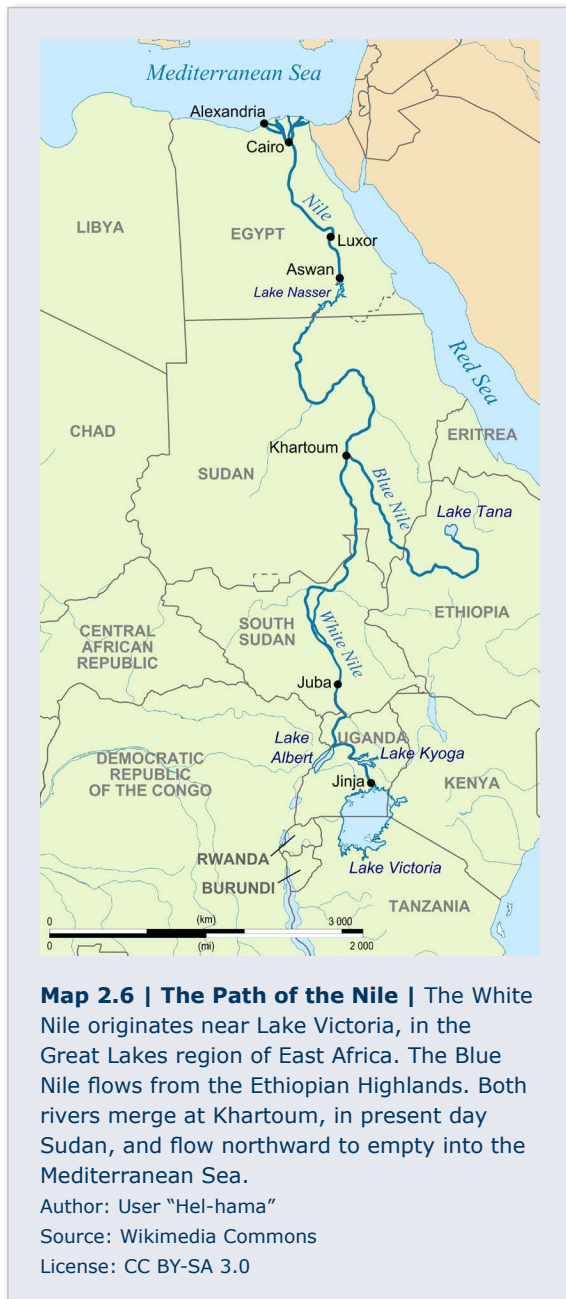 Mediterranean Sea
Alexandria
Cairo
Nile
LIBYA
EGYPT
Luxor
Aswan
Lake Nasser
Red Sea
CHAD
ERITREA
Khartoum
SUDAN
Blue Nile
Lake Tana
ETHIOPIA
SOUTH
SUDAN
CENTRAL
AFRICAN
REPUBLIC
White Nile
Juba
UGANDA
Lake
Albert
Lake Kyoga
DEMOCRATIC
REPUBLIC
OF THE CONGO
Jinja
KENYA
RWANDA
Lake Victoria
BURUNDI
TANZANIA
0 (km) 3 000
0 (mi) 2 000
Map 2.6 | The Path of the Nile | The White
Nile originates near Lake Victoria, in the
Great Lakes region of East Africa. The Blue
Nile flows from the Ethiopian Highlands. Both
rivers merge at Khartoum, in present day
Sudan, and flow northward to empty into the
Mediterranean Sea.
Author: User “Hel-hama”
Source: Wikimedia Commons
License: CC BY-SA 3.0